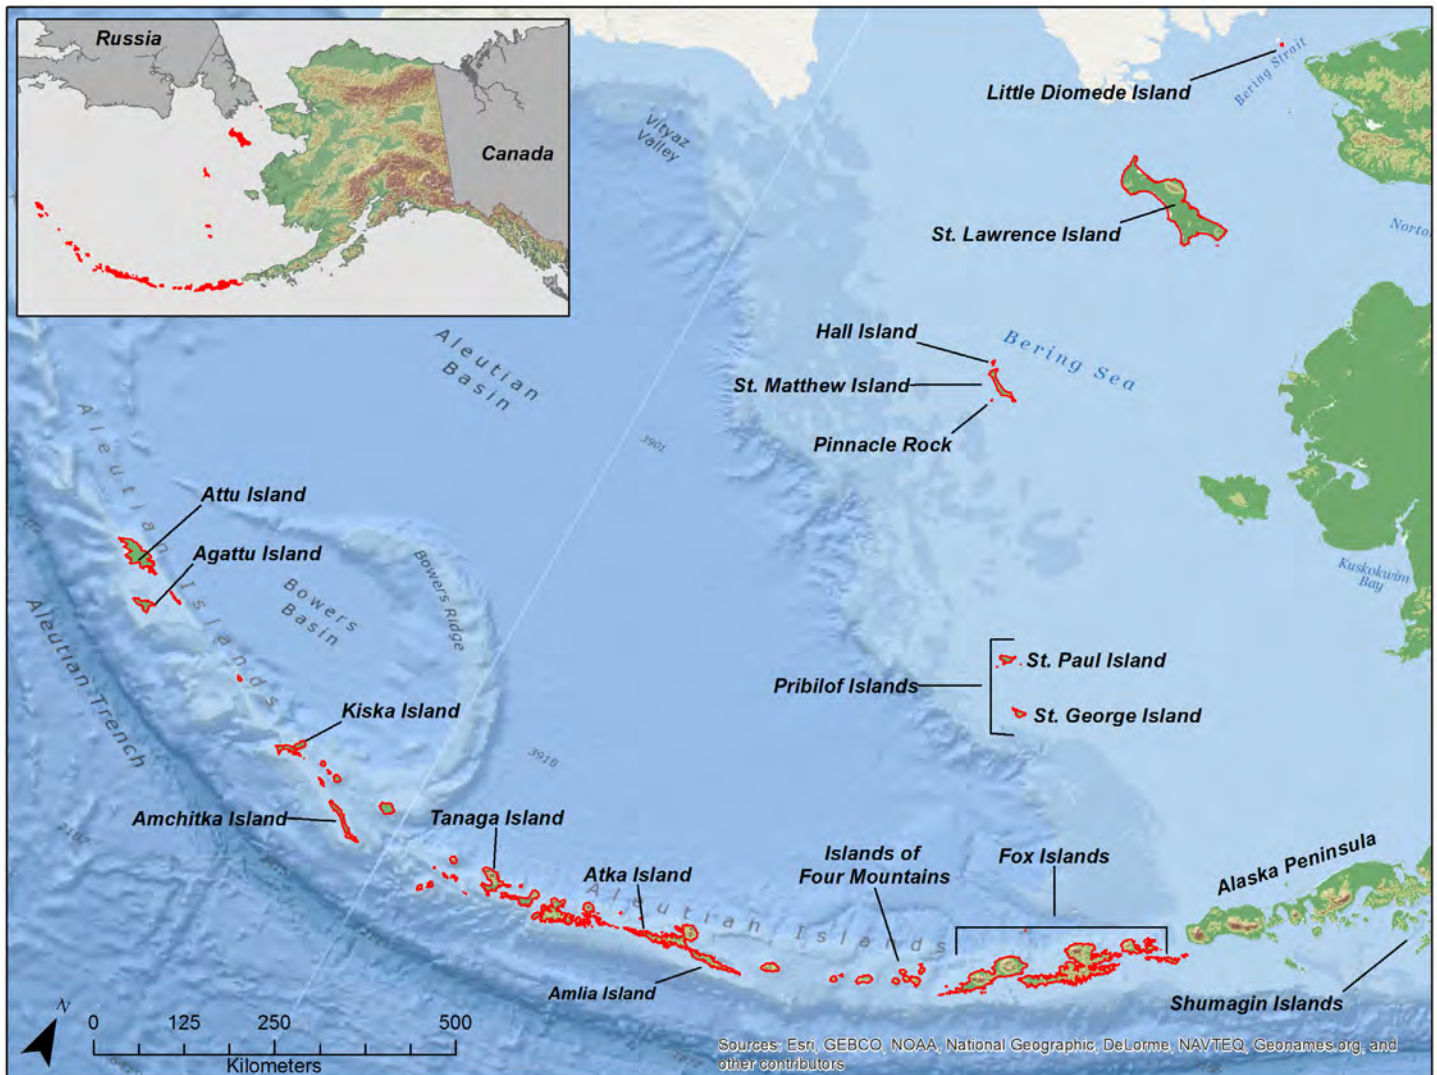 Russia
Canada
Little Diomede Island
Bering Strait
Vityaz
Valley
St. Lawrence Island
Norto
Hall Island
Bering Sea
St. Matthew Island
Pinnacle Rock
Aleutian
Basin
3901
Aleutian Islands
Attu Island
Agattu Island
Bowers
Basin
Bowers Ridge
Kuskokwim
Bay
Aleutian Trench
St. Paul Island
Pribilof Islands
St. George Island
Kiska Island
3918
Amchitka Island
Tanaga Island
2187
Atka Island
Islands of
Four Mountains
Fox Islands
Alaska Peninsula
Aleutian Islands
Amlia Island
Shumagin Islands
N
0 125 250 500
Kilometers
Sources: Esri, GEBCO, NOAA, National Geographic, DeLorme, NAVTEQ, Geonames.org, and
other contributors